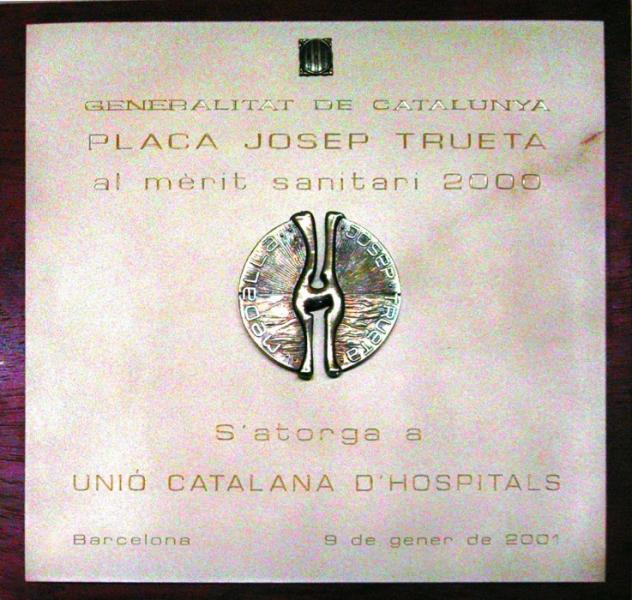 GENERALITAT DE CATALUNYA
PLACA JOSEP TRUETA
al mèrit sanitari 2000
medalla JOSEP TRUETA
S'atorga a
UNIÓ CATALANA D'HOSPITALS
Barcelona 9 de gener de 2001